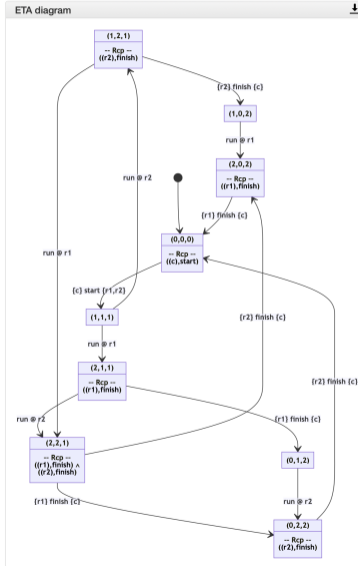 ETA diagram
(1,2,1)
-- Rcp --
((r2),finish)
{r2} finish {c}
(1,0,2)
run @ r1
(2,0,2)
-- Rcp --
((r1),finish)
run @ r2
{r1} finish {c}
(0,0,0)
-- Rcp --
((c),start)
run @ r1
{c} start {r1,r2}
(1,1,1)
{r2} finish {c}
run @ r1
(2,1,1)
-- Rcp --
((r1),finish)
{r2} finish {c}
run @ r2
{r1} finish {c}
(2,2,1)
-- Rcp --
((r1),finish) ∧
((r2),finish)
(0,1,2)
{r1} finish {c}
run @ r2
(0,2,2)
-- Rcp --
((r2),finish)